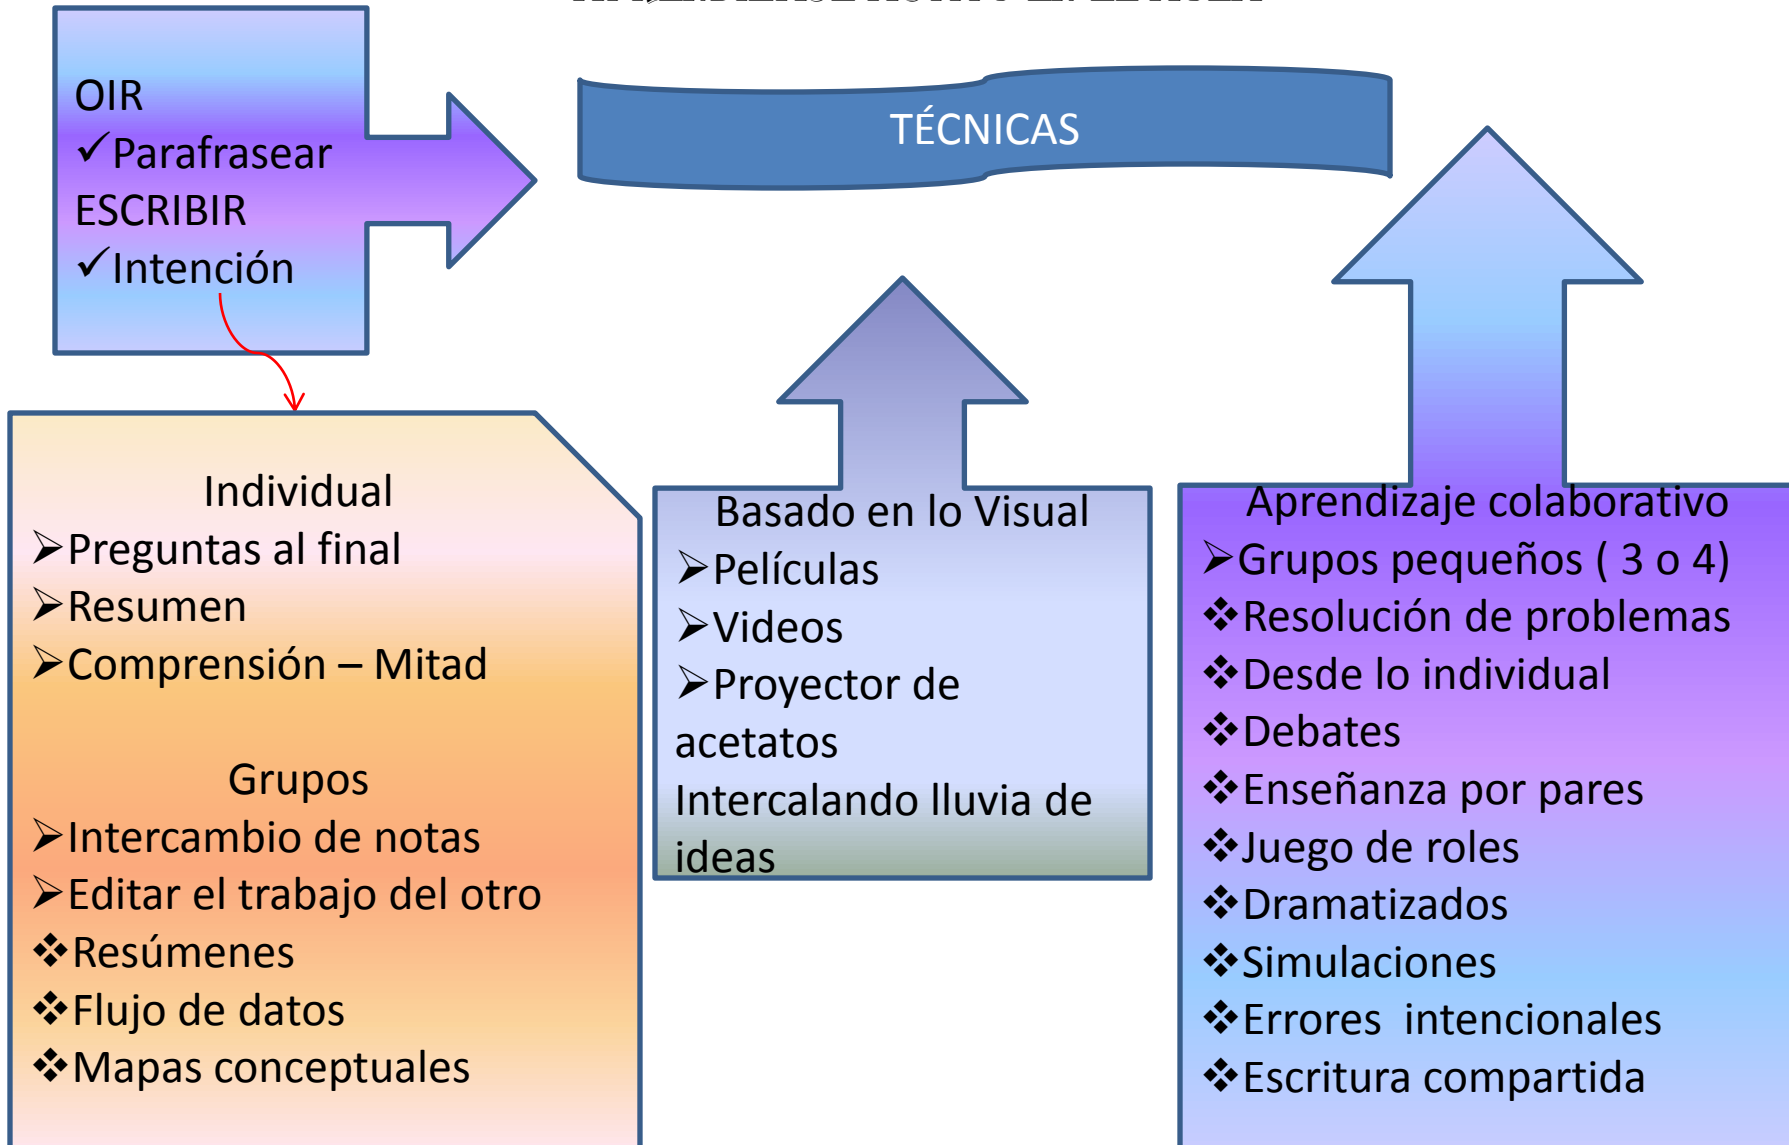 TÉCNICAS
OIR
✓Parafrasear
ESCRIBIR
✓Intención
Individual
➢Preguntas al final
➢Resumen
➢Comprensión – Mitad
Grupos
➢Intercambio de notas
➢Editar el trabajo del otro
❖Resúmenes
❖Flujo de datos
❖Mapas conceptuales
Basado en lo Visual
➢Películas
➢Videos
➢Proyector de
acetatos
Intercalando lluvia de
ideas
Aprendizaje colaborativo
➢Grupos pequeños ( 3 o 4)
❖Resolución de problemas
❖Desde lo individual
❖Debates
❖Enseñanza por pares
❖Juego de roles
❖Dramatizados
❖Simulaciones
❖Errores  intencionales
❖Escritura compartida